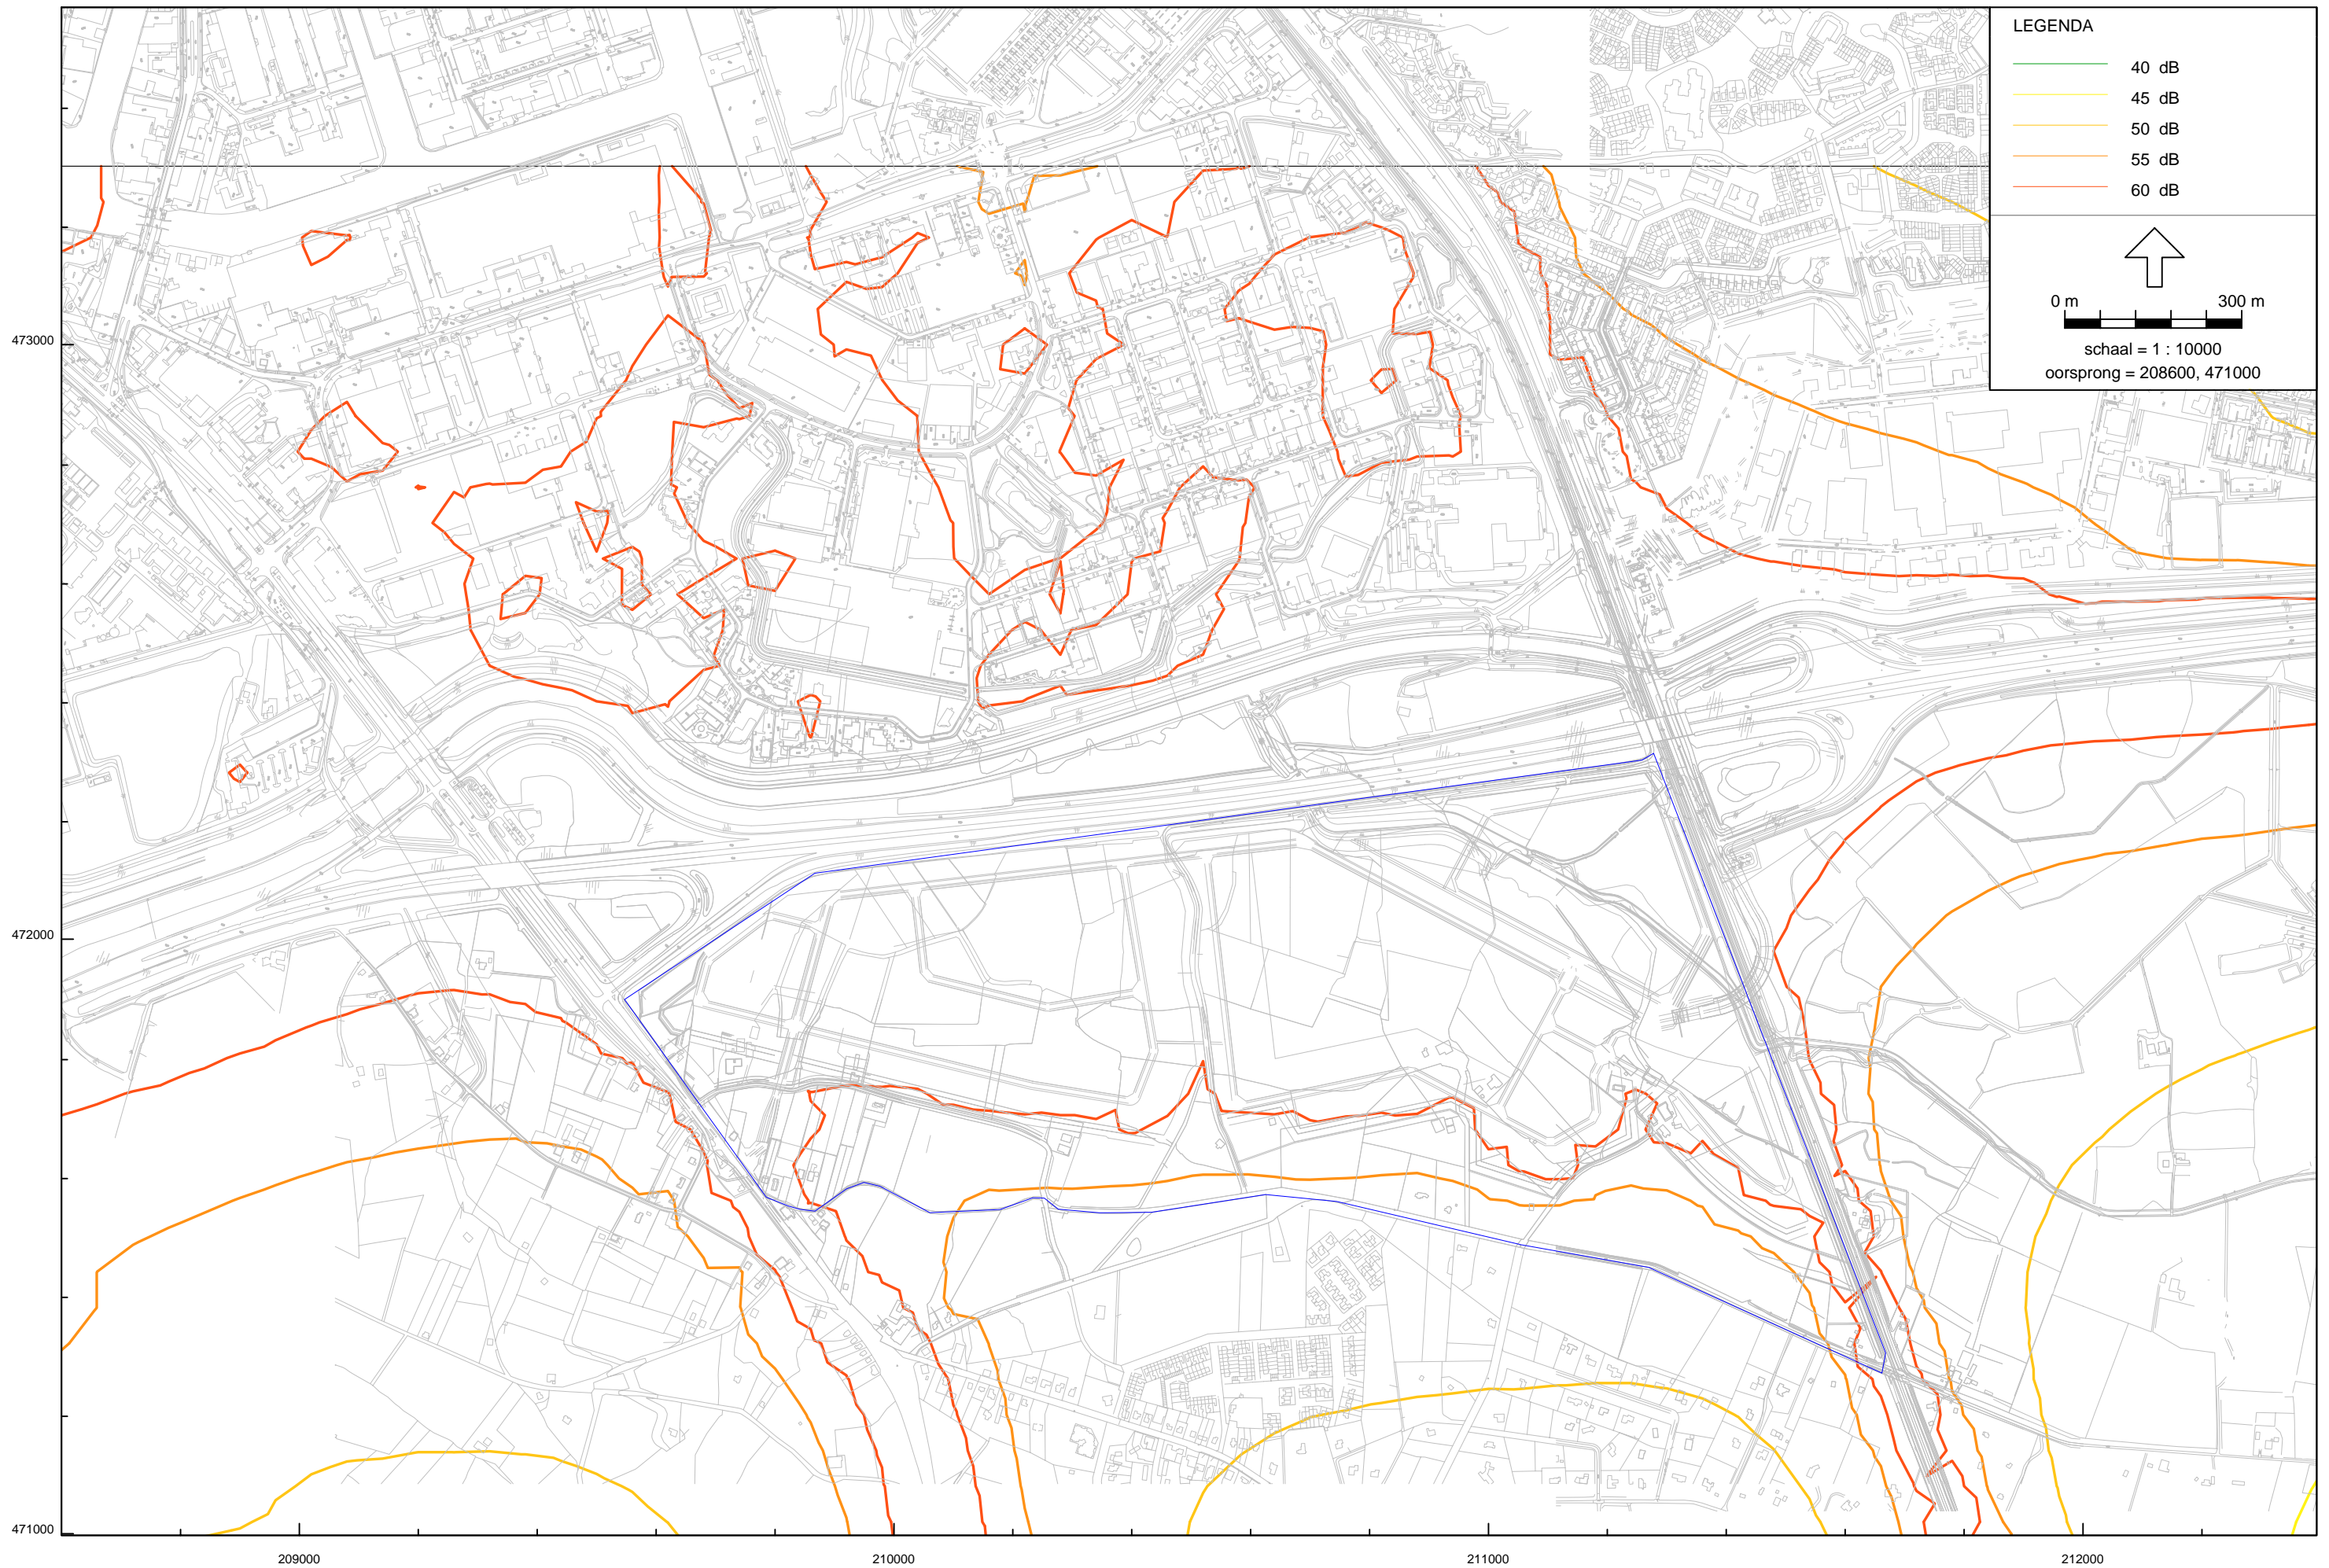 LEGENDA
40 dB
45 dB
50 dB
55 dB
60 dB
0 m 300 m
schaal = 1 : 10000
oorsprong = 208600, 471000
473000
472000
471000
209000 210000 211000 212000